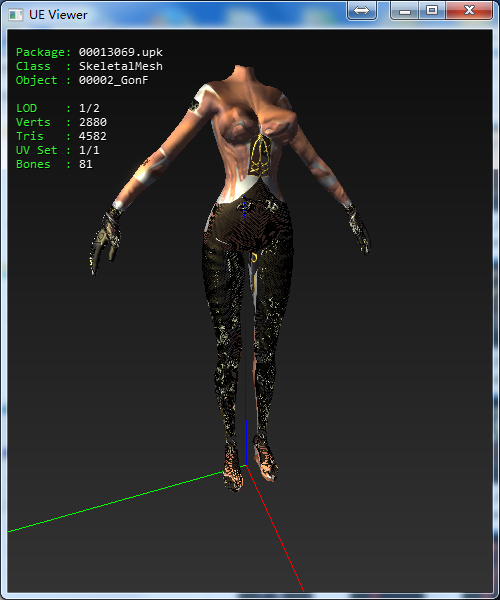 UE Viewer
Package: 00013069.upk
Class : SkeletalMesh
Object : 00002_GonF
LOD : 1/2
Verts : 2880
Tris : 4582
UV Set : 1/1
Bones : 81